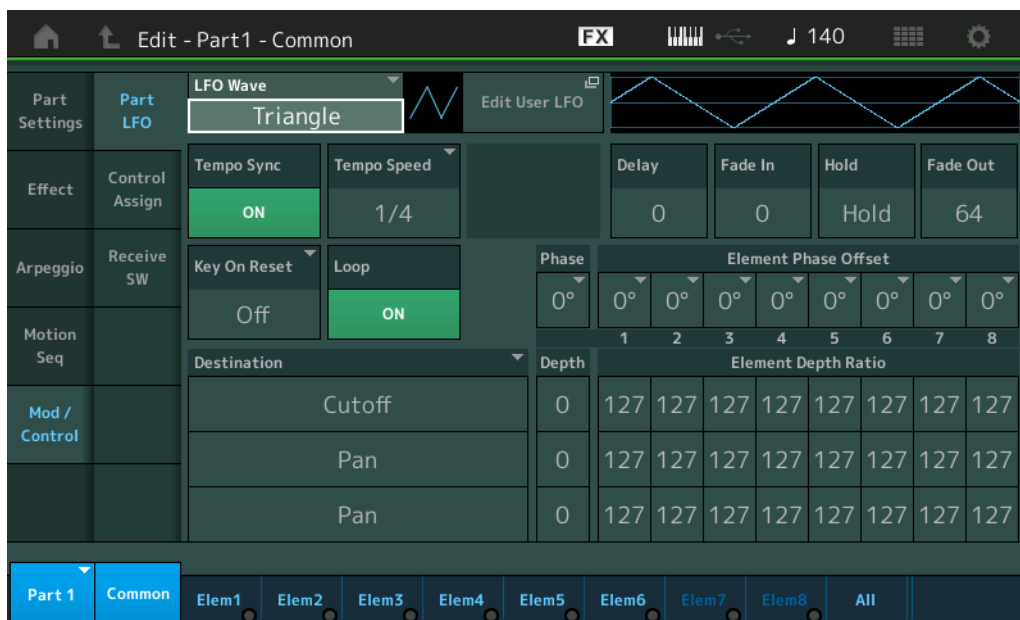 Edit - Part1 - Common FX 140
Part Settings
Effect
Arpeggio
Motion Seq
Mod / Control
Part LFO
Control Assign
Receive SW
LFO Wave
Triangle
Edit User LFO
Tempo Sync Tempo Speed Delay Fade In Hold Fade Out
ON 1/4 0 0 Hold 64
Key On Reset Loop Phase Element Phase Offset
Off ON 0° 0° 0° 0° 0° 0° 0° 0° 0°
1 2 3 4 5 6 7 8
Destination Depth Element Depth Ratio
Cutoff 0 127 127 127 127 127 127 127 127
Pan 0 127 127 127 127 127 127 127 127
Pan 0 127 127 127 127 127 127 127 127
Part 1 Common Elem1 Elem2 Elem3 Elem4 Elem5 Elem6 Elem7 Elem8 All